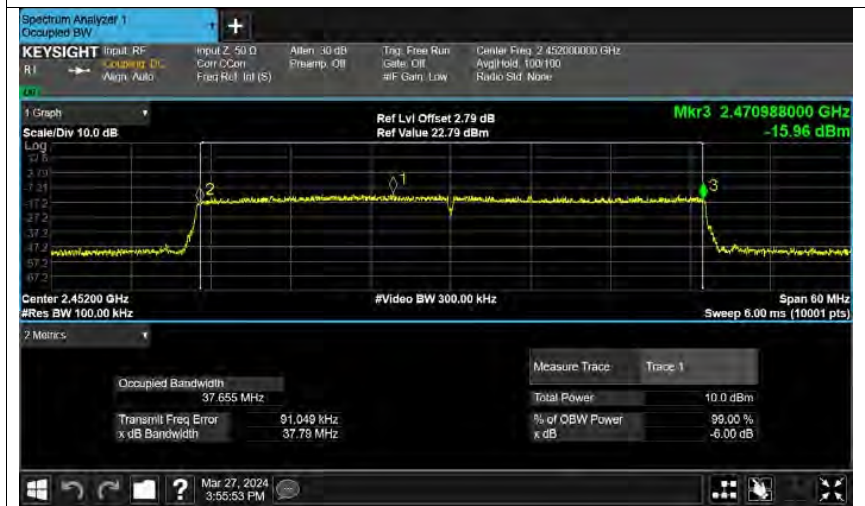 Spectrum Analyzer 1
Occupied BW
+
KEYSIGHT Input: RF Input Z: 50 Ω Atten: 30 dB Trig: Free Run Center Freq: 2.452000000 GHz
Coupling: DC Corr CCorr Preamp: Off Gate: Off Avg|Hold: 100/100
Align: Auto Freq Ref: Int (S) #IF Gain: Low Radio Std: None
1 Graph
Ref Lvl Offset 2.79 dB Mkr3 2.470988000 GHz
Scale/Div 10.0 dB Ref Value 22.79 dBm -15.96 dBm
Log
2.79
-7.21
-17.2
-27.2
-37.2
-47.2
-57.2
-67.2
2
1
3
Center 2.45200 GHz #Video BW 300.00 kHz Span 60 MHz
#Res BW 100.00 kHz Sweep 6.00 ms (10001 pts)
2 Metrics
Measure Trace Trace 1
Occupied Bandwidth
37.655 MHz
Total Power 10.0 dBm
Transmit Freq Error 91.049 kHz % of OBW Power 99.00 %
x dB Bandwidth 37.78 MHz x dB -6.00 dB
?
Mar 27, 2024
3:55:53 PM